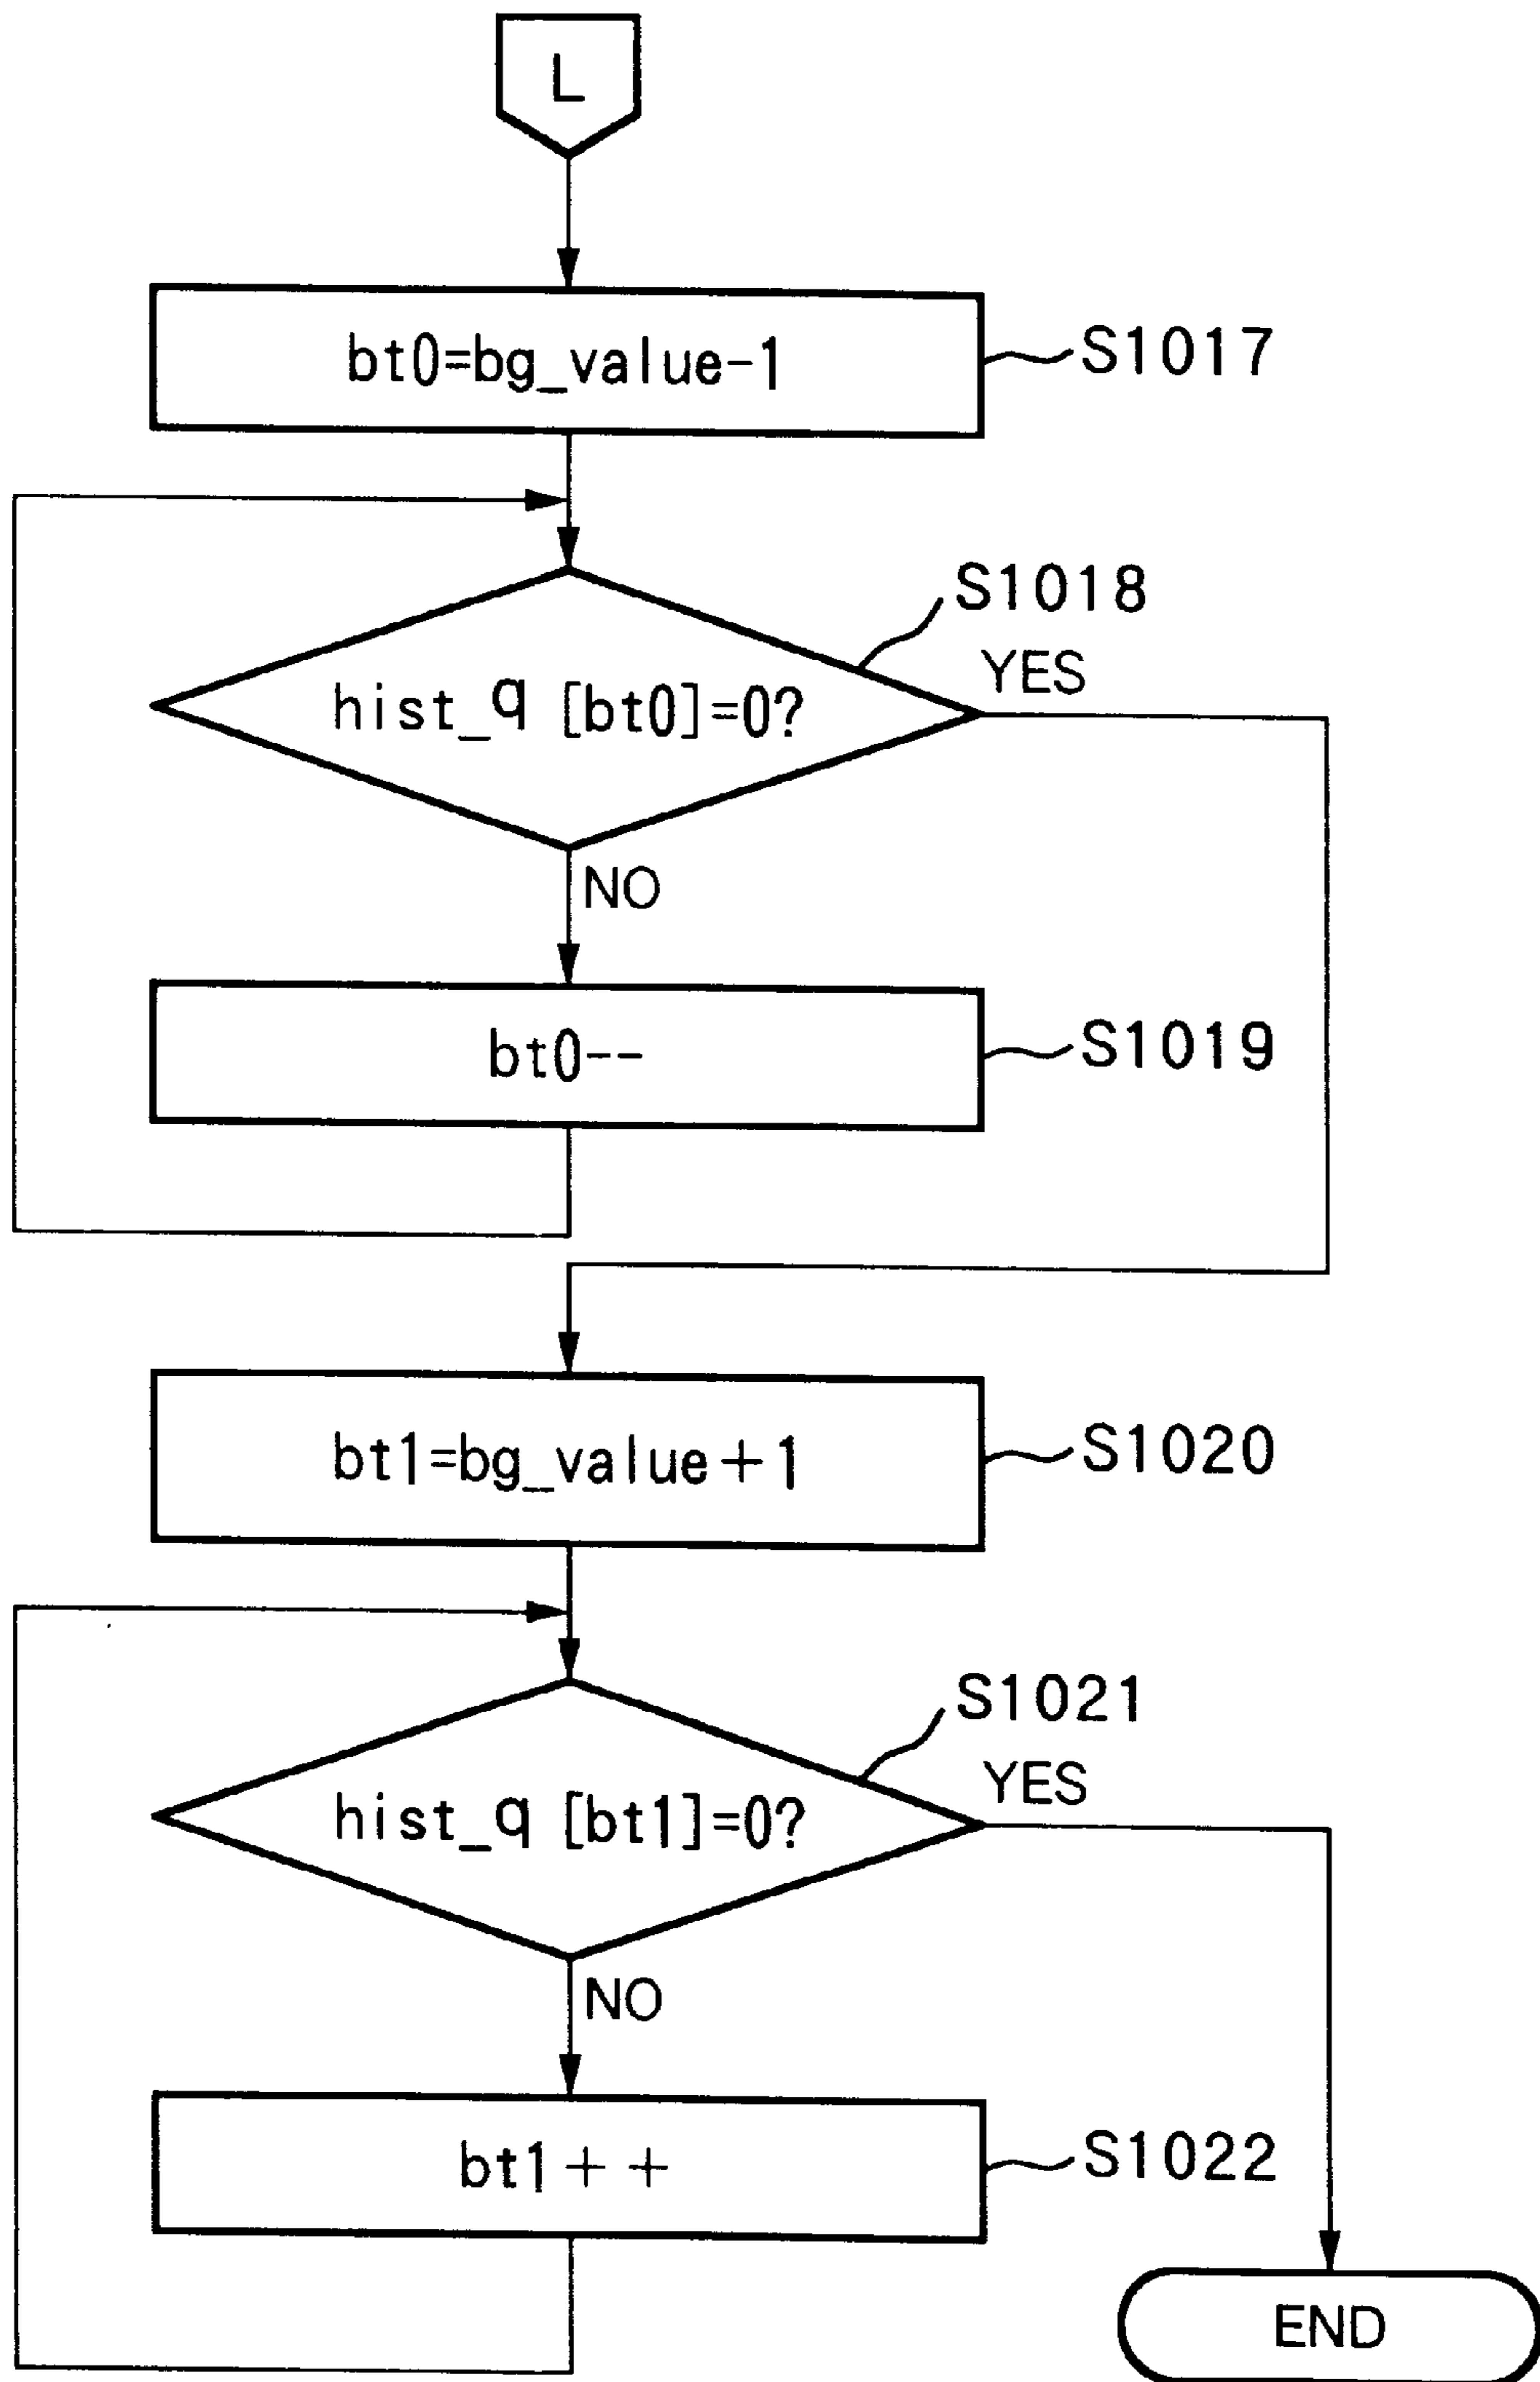 L
bt0=bg_value-1
S1017
S1018
YES
hist_q [bt0]=0?
NO
bt0--
S1019
bt1=bg_value+1
S1020
S1021
YES
hist_q [bt1]=0?
NO
bt1++
S1022
END